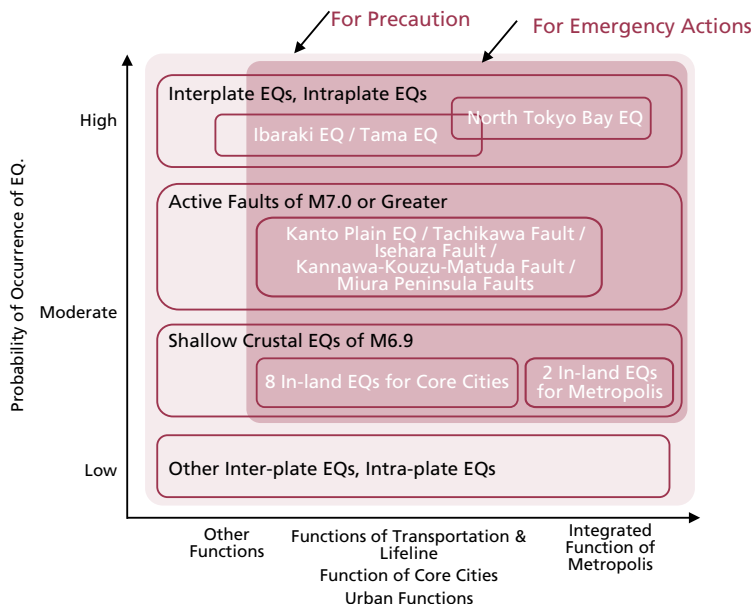 For Precaution
For Emergency Actions
Probability of Occurrence of EQ.
High
Interplate EQs, Intraplate EQs
Ibaraki EQ / Tama EQ
North Tokyo Bay EQ
Active Faults of M7.0 or Greater
Kanto Plain EQ / Tachikawa Fault /
Isehara Fault /
Kannawa-Kouzu-Matuda Fault /
Miura Peninsula Faults
Moderate
Shallow Crustal EQs of M6.9
8 In-land EQs for Core Cities
2 In-land EQs
for Metropolis
Low
Other Inter-plate EQs, Intra-plate EQs
Other
Functions
Functions of Transportation &
Lifeline
Function of Core Cities
Urban Functions
Integrated
Function of
Metropolis